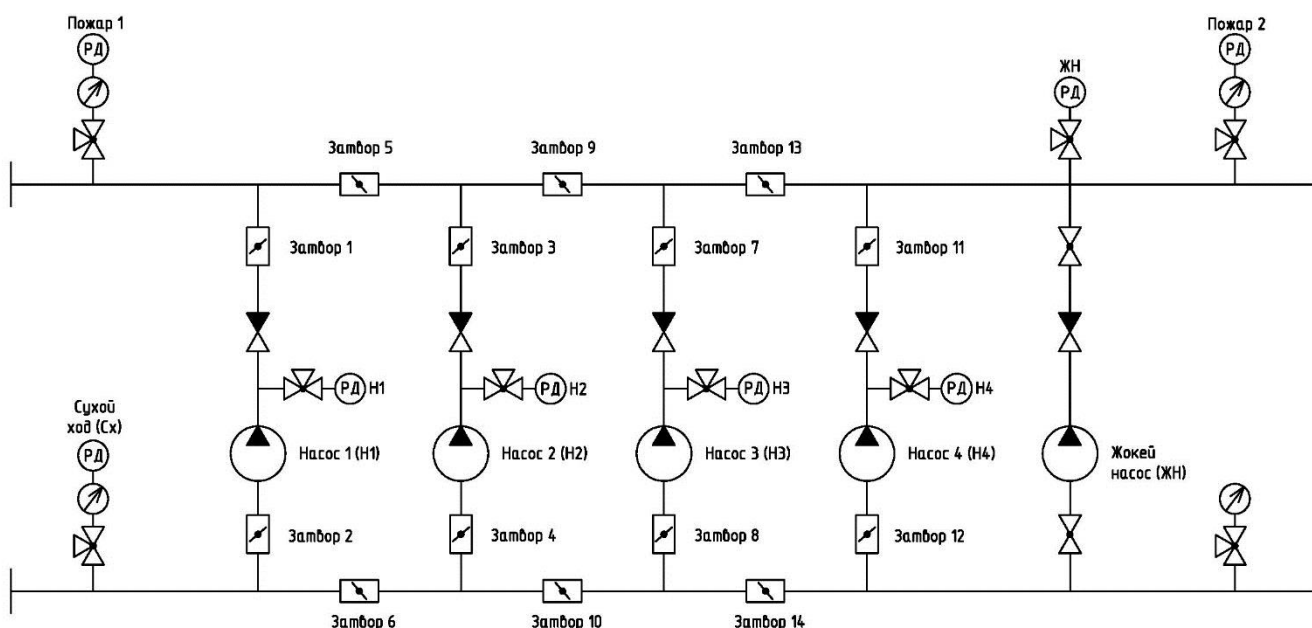 Пожар 1
РД
Пожар 2
РД
ЖН
РД
Затвор 5
Затвор 9
Затвор 13
Затвор 1
Затвор 3
Затвор 7
Затвор 11
РД Н1
РД Н2
РД Н3
РД Н4
Сухой
ход (Сх)
РД
Насос 1 (Н1)
Насос 2 (Н2)
Насос 3 (Н3)
Насос 4 (Н4)
Жокей
насос (ЖН)
Затвор 2
Затвор 4
Затвор 8
Затвор 12
Затвор 6
Затвор 10
Затвор 14